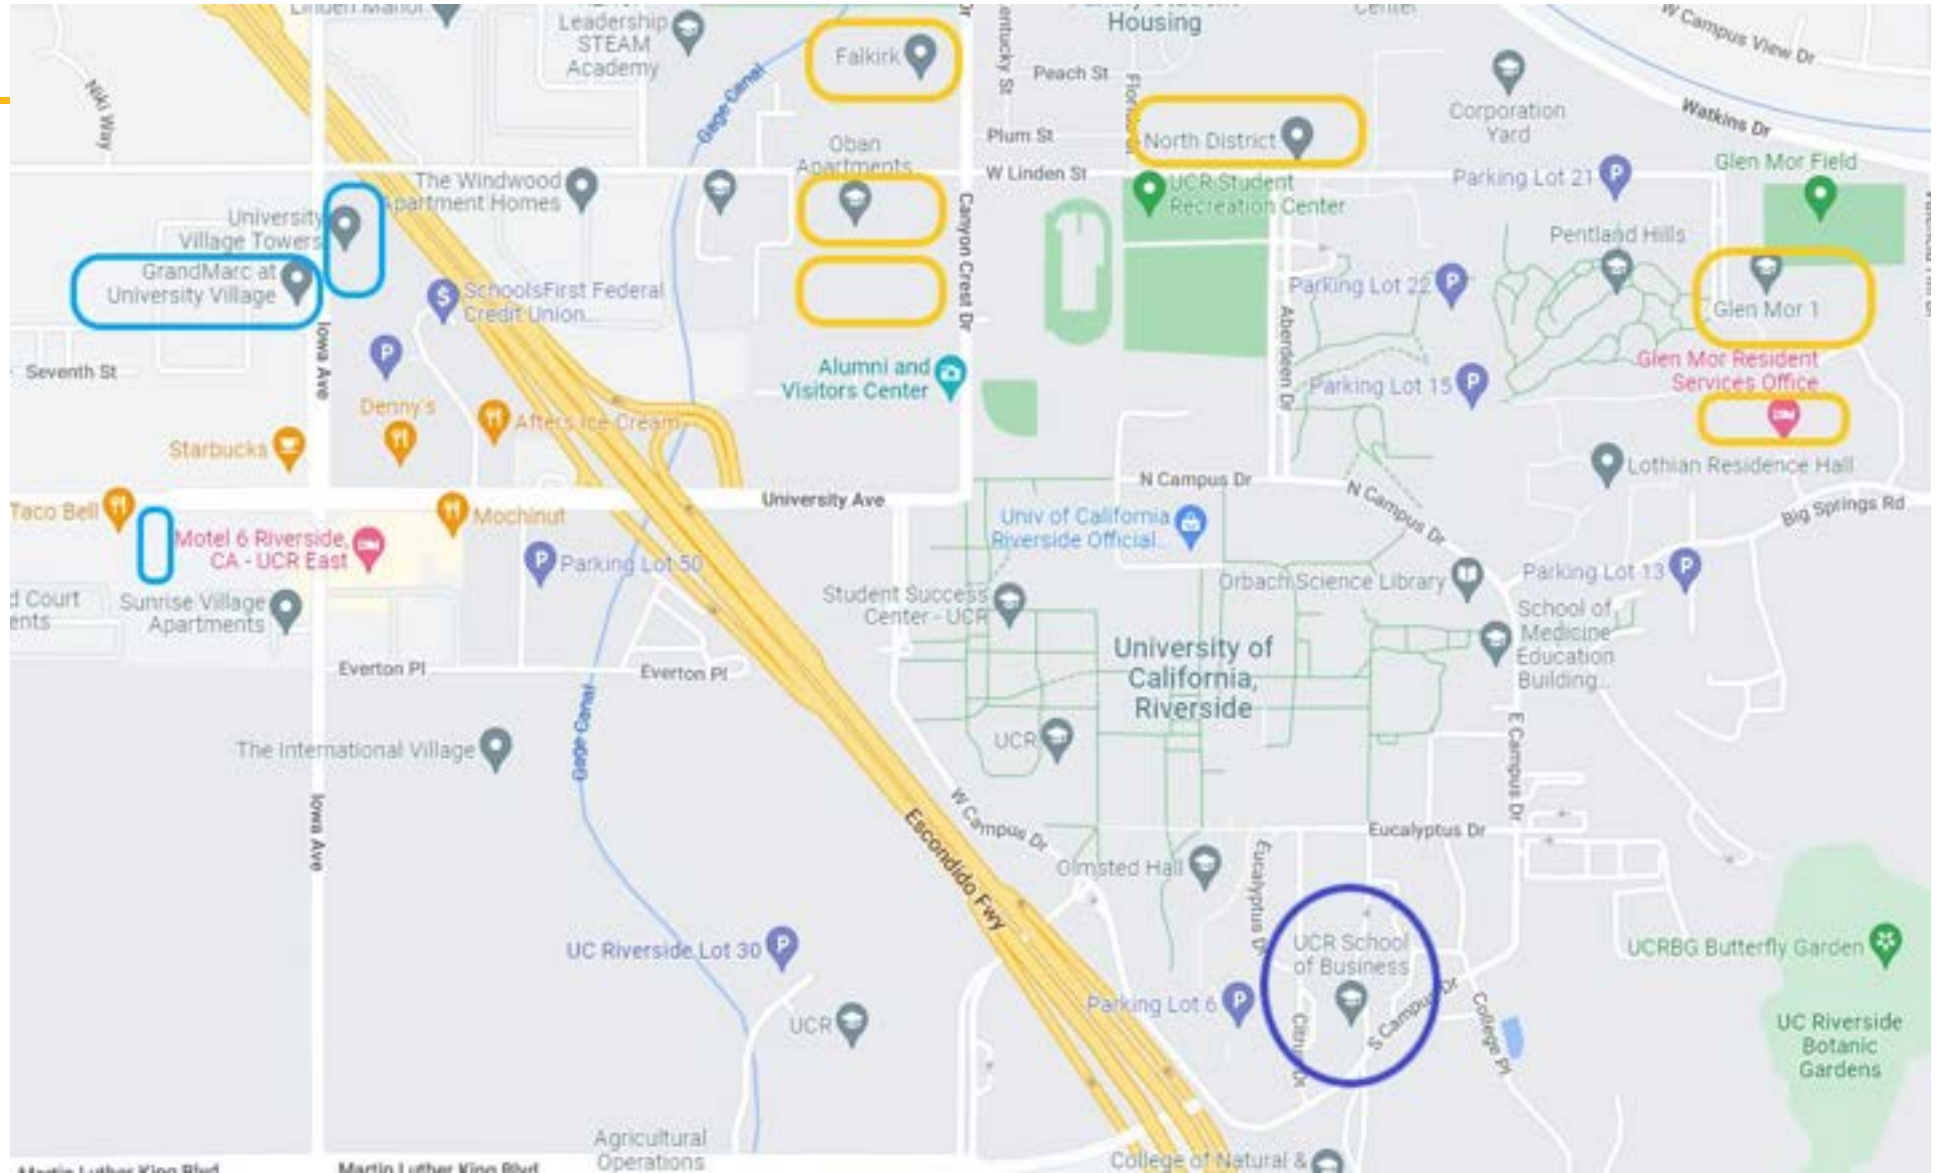 Linden Manor
Leadership
STEAM
Academy
Falkirk
Housing
Peach St
W Campus View Dr
Niki Way
Gage Canal
Corporation
Yard
Watkins Dr
Plum St
North District
Oban
Apartments
W Linden St
Parking Lot 21
Glen Mor Field
The Windwood
Apartment Homes
UCR Student
Recreation Center
University
Village Towers
Canyon Crest Dr
Pentland Hills
GrandMarc at
University Village
SchoolsFirst Federal
Credit Union...
Parking Lot 22
Glen Mor 1
Iowa Ave
Aberdeen Dr
Seventh St
Alumni and
Visitors Center
Parking Lot 15
Glen Mor Resident
Services Office
Denny's
Afters Ice Cream
Starbucks
Lothian Residence Hall
N Campus Dr
N Campus Dr
University Ave
Big Springs Rd
Taco Bell
Mochinut
Univ of California
Riverside Official...
Motel 6 Riverside,
CA - UCR East
Parking Lot 50
Orbach Science Library
Parking Lot 13
Court
Sunrise Village
Apartments
Student Success
Center - UCR
School of
Medicine
Education
Building...
University of
California,
Riverside
Everton Pl
Everton Pl
Gage Canal
The International Village
UCR
E Campus Dr
Iowa Ave
W Campus Dr
Escondido Fwy
Eucalyptus Dr
Olmsted Hall
Eucalyptus Dr
UC Riverside Lot 30
UCR School
of Business
UCRBG Butterfly Garden
Parking Lot 6
S Campus Dr
College Pl
Citrus Dr
UCR
UC Riverside
Botanic
Gardens
Agricultural
Operations
Martin Luther King Blvd
Martin Luther King Blvd
College of Natural &